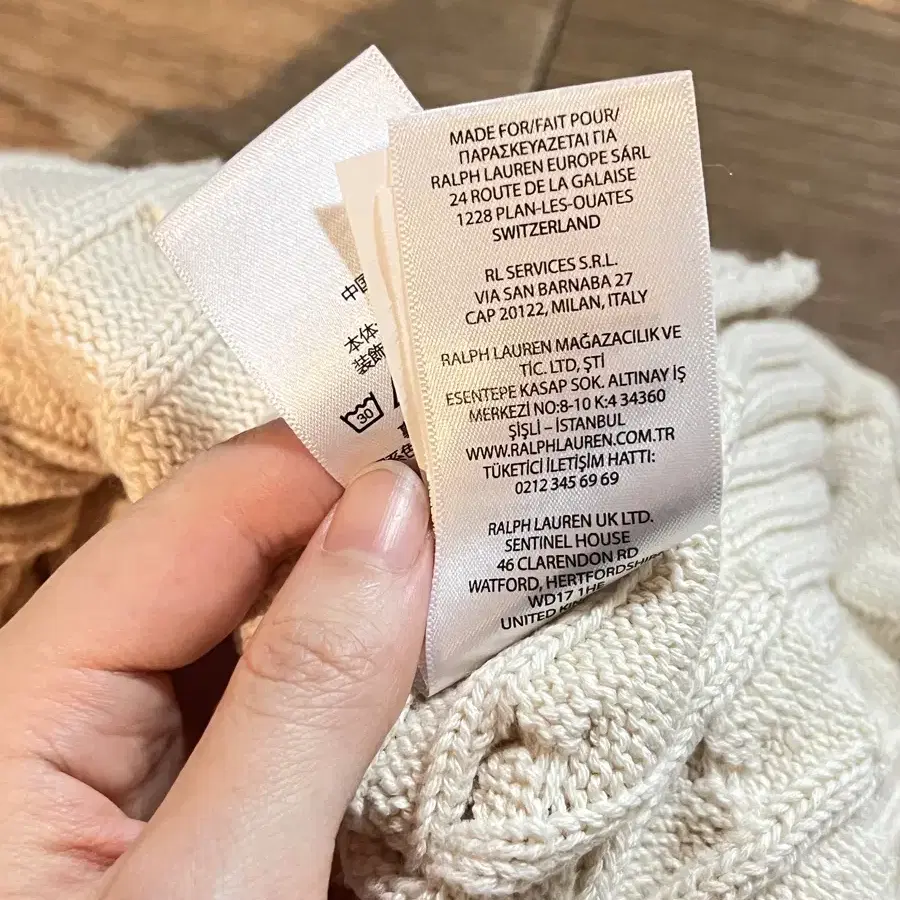 MADE FOR/FAIT POUR/
ΠΑΡΑΣΚΕΥΑΖΕΤΑΙ ΓΙΑ
RALPH LAUREN EUROPE SÁRL
24 ROUTE DE LA GALAISE
1228 PLAN-LES-OUATES
SWITZERLAND
RL SERVICES S.R.L.
VIA SAN BARNABA 27
CAP 20122, MILAN, ITALY
RALPH LAUREN MAĞAZACILIK VE
TİC. LTD, ŞTİ
ESENTEPE KASAP SOK. ALTINAY İŞ
MERKEZİ NO:8-10 K:4 34360
ŞİŞLİ – İSTANBUL
WWW.RALPHLAUREN.COM.TR
TÜKETİCİ İLETİŞİM HATTI:
0212 345 69 69
RALPH LAUREN UK LTD.
SENTINEL HOUSE
46 CLARENDON RD
WATFORD, HERTFORDSHIRE
WD17 1HE
UNITED
中国
本体
装飾
30